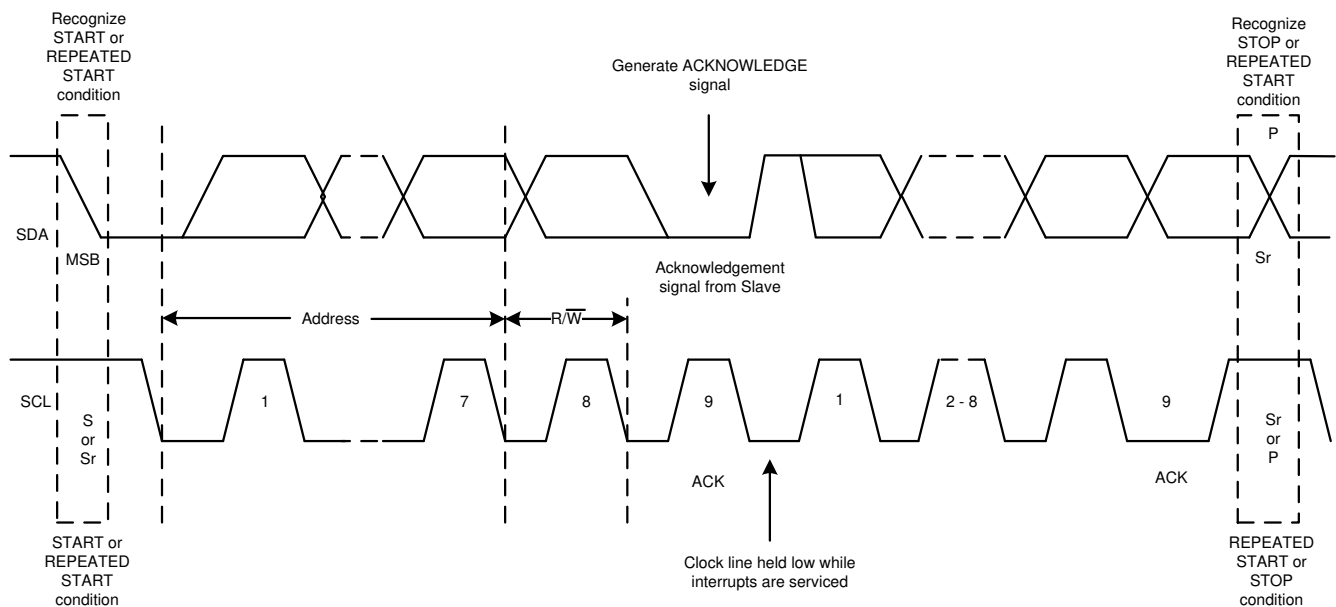 Recognize
START or
REPEATED
START
condition
Recognize
STOP or
REPEATED
START
condition
Generate ACKNOWLEDGE
signal
P
SDA
MSB
Acknowledgement
signal from Slave
Sr
Address
R/W̅
SCL
1
7
8
9
1
2 - 8
9
S
or
Sr
Sr
or
P
ACK
ACK
START or
REPEATED
START
condition
Clock line held low while
interrupts are serviced
REPEATED
START or
STOP
condition